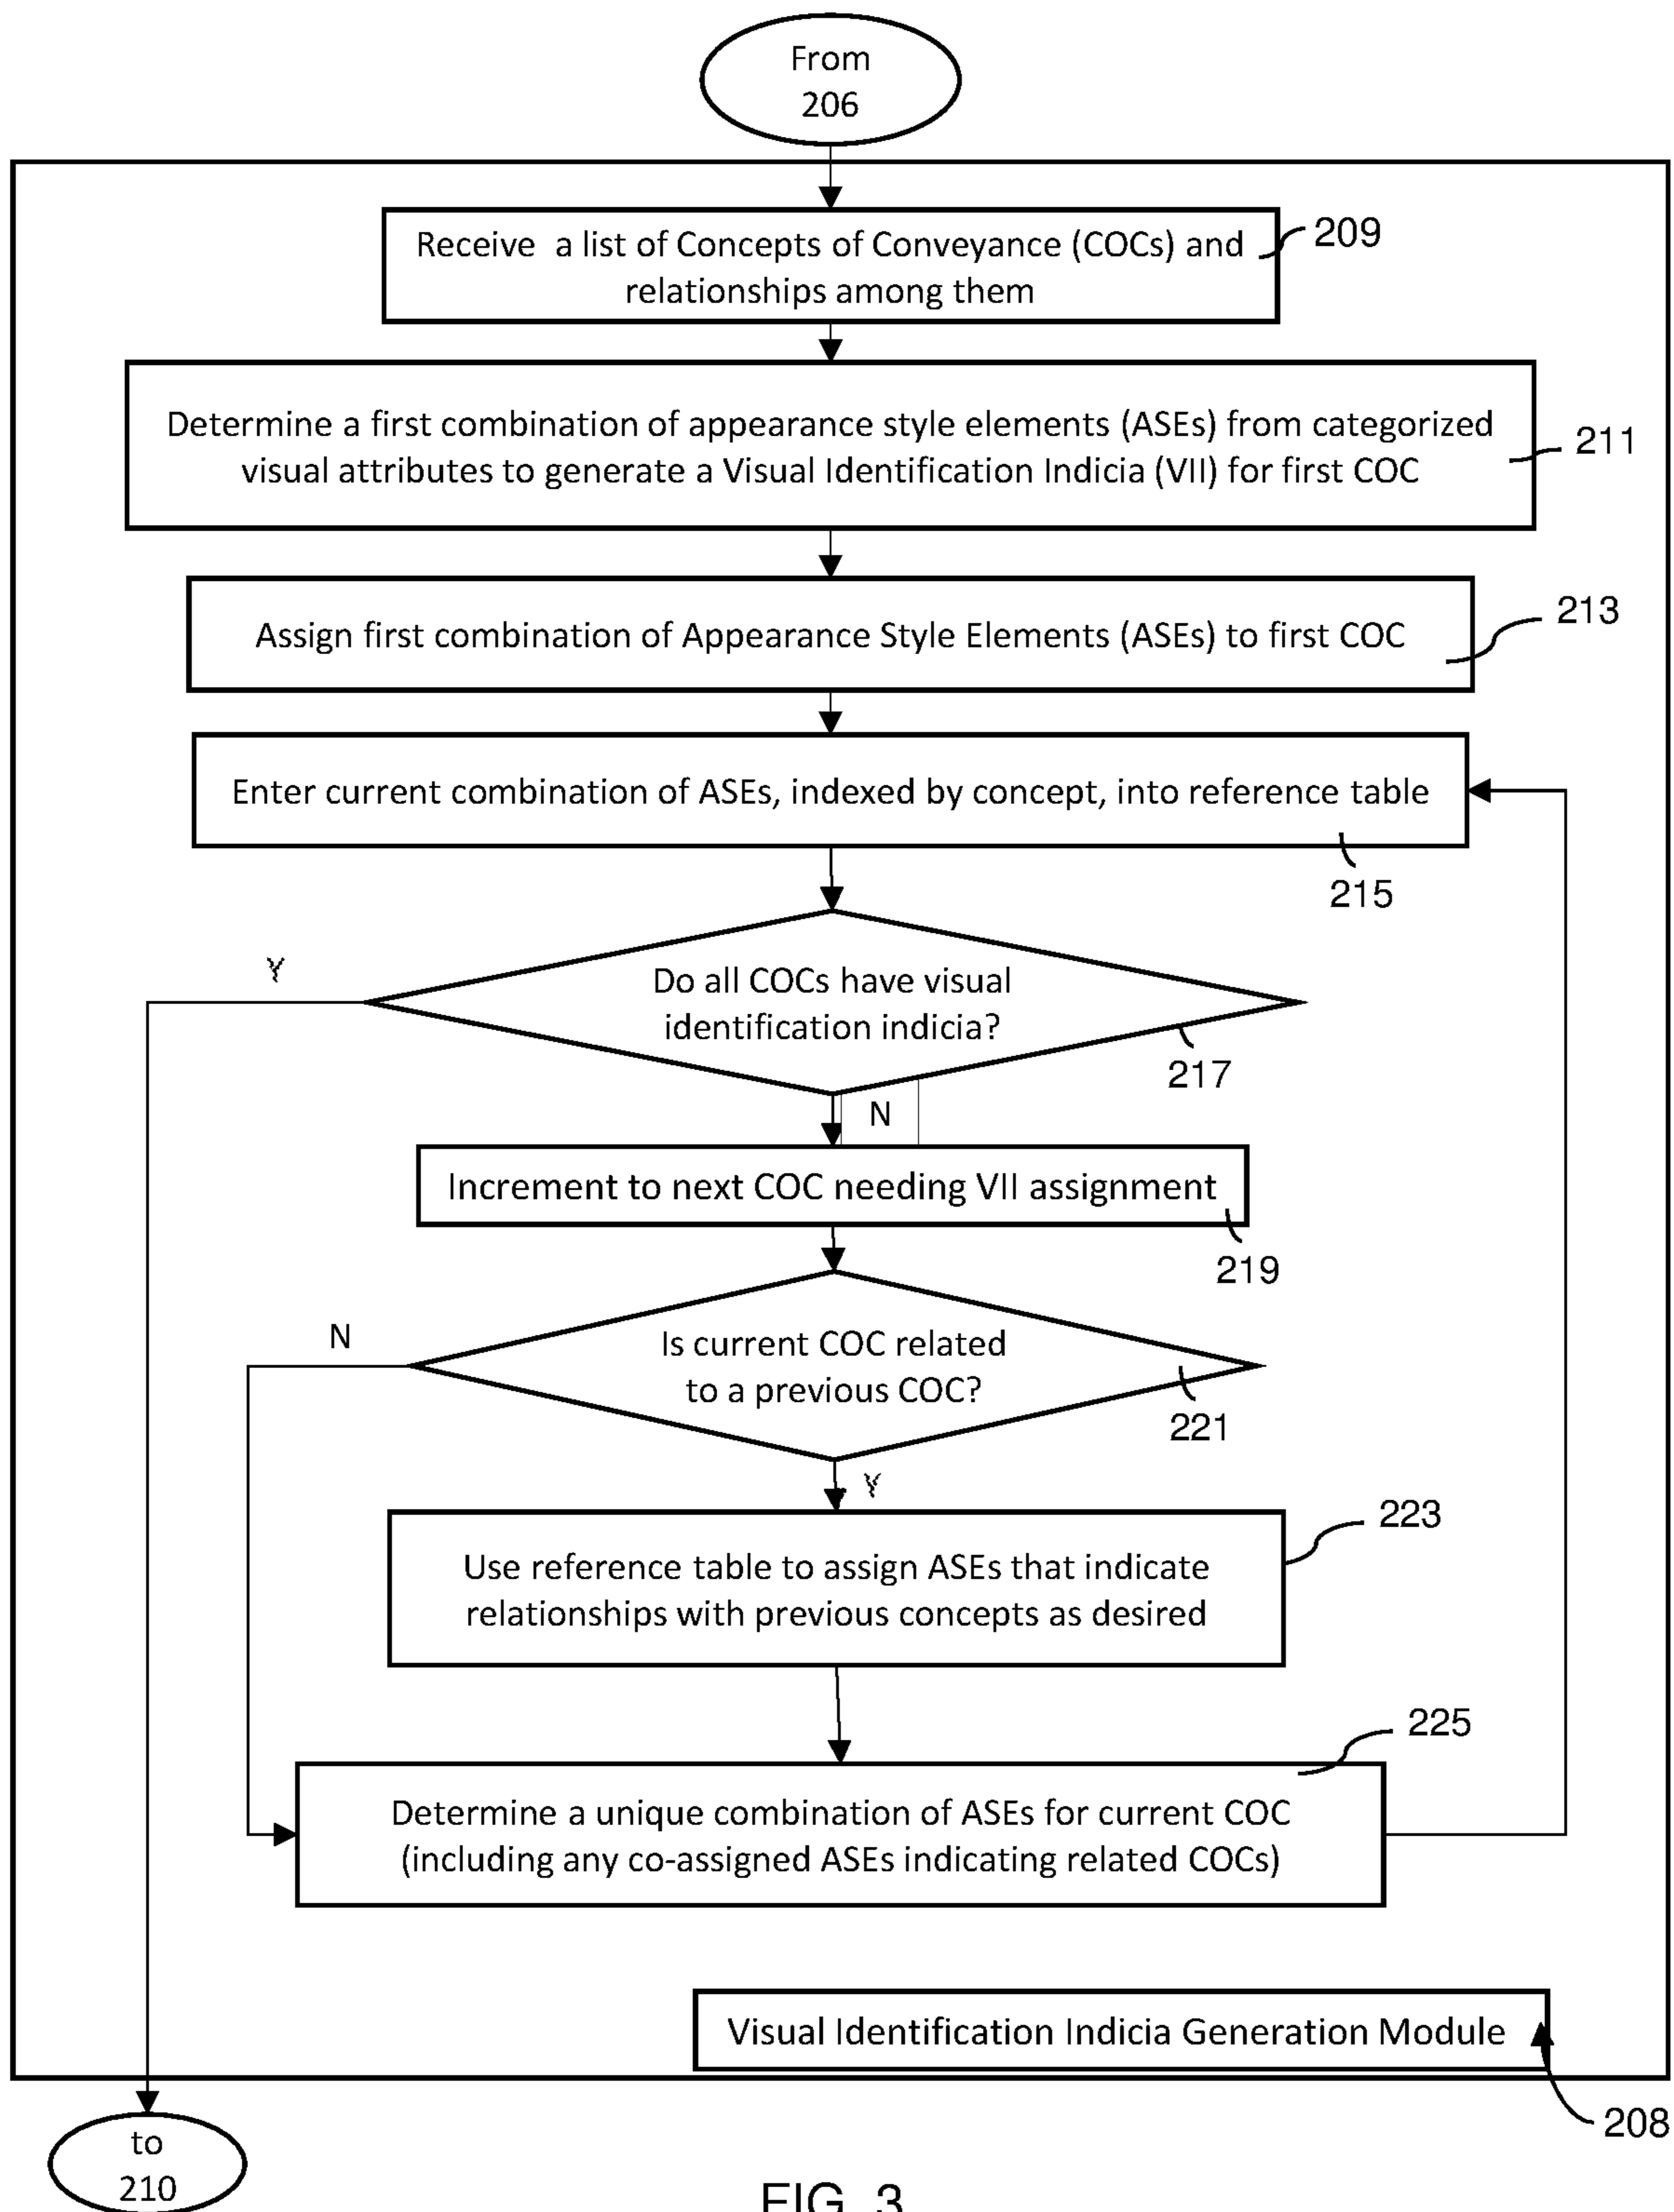 From
206
Receive a list of Concepts of Conveyance (COCs) and
relationships among them
209
Determine a first combination of appearance style elements (ASEs) from categorized
visual attributes to generate a Visual Identification Indicia (VII) for first COC
211
Assign first combination of Appearance Style Elements (ASEs) to first COC
213
Enter current combination of ASEs, indexed by concept, into reference table
215
Y
Do all COCs have visual
identification indicia?
217
N
Increment to next COC needing VII assignment
219
N
Is current COC related
to a previous COC?
221
Y
223
Use reference table to assign ASEs that indicate
relationships with previous concepts as desired
225
Determine a unique combination of ASEs for current COC
(including any co-assigned ASEs indicating related COCs)
Visual Identification Indicia Generation Module
208
to
210
FIG. 3